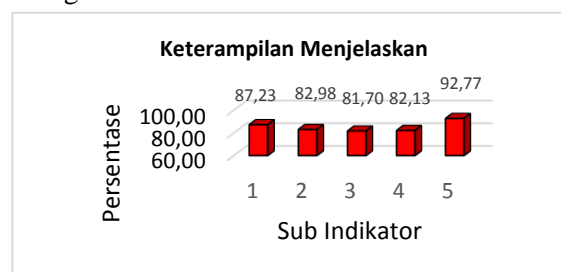 Keterampilan Menjelaskan
87,23 82,98 81,70 82,13 92,77
100,00
80,00
60,00
Persentase
1 2 3 4 5
Sub Indikator